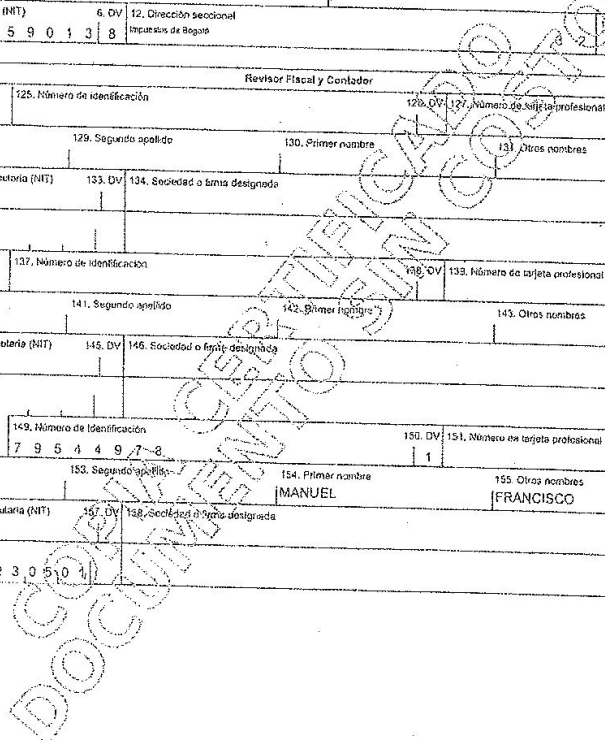 (NIT) 6. DV 12. Dirección seccional
5 9 0 1 3 8 Impuestos de Bogotá 3 2
Revisor Fiscal y Contador
125. Número de identificación 126. DV 127. Número de tarjeta profesional
129. Segundo apellido 130. Primer nombre 131. Otros nombres
(NIT) 133. DV 134. Sociedad o firma designada
137. Número de identificación 138. DV 139. Número de tarjeta profesional
141. Segundo apellido 142. Primer nombre 143. Otros nombres
(NIT) 145. DV 146. Sociedad o firma designada
149. Número de Identificación 150. DV 151. Número de tarjeta profesional
7 9 5 4 4 9 7 8 1
153. Segundo apellido 154. Primer nombre 155. Otros nombres
MANUEL FRANCISCO
(NIT) 157. DV 158. Sociedad o firma designada
3 0 5 0 1
COPIA CERTIFICADO
DOCUMENTO SIN COSTO